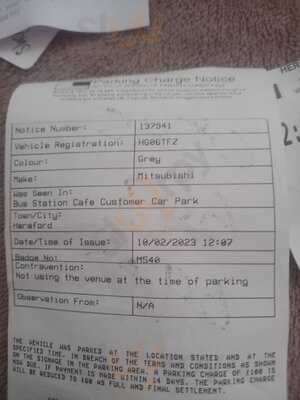 Parking Charge Notice
Notice Number: 197941
Vehicle Registration: HG06TFZ
Colour: Grey
Make: Mitsubishi
Was Seen In:
Bus Station Cafe Customer Car Park
Town/City:
Hereford
Date/Time of Issue: 10/02/2023 12:07
Badge No: MS40
Contravention:
Not using the venue at the time of parking
Observation From: N/A
THE VEHICLE WAS PARKED AT THE LOCATION STATED AND AT THE
SPECIFIED TIME, IN BREACH OF THE TERMS AND CONDITIONS AS SHOWN
ON THE SIGNAGE IN THE PARKING AREA. A PARKING CHARGE OF £100 IS
NOW DUE. IF PAYMENT IS MADE WITHIN 14 DAYS, THE PARKING CHARGE
WILL BE REDUCED TO £60 AS FULL AND FINAL SETTLEMENT.
HER
2: